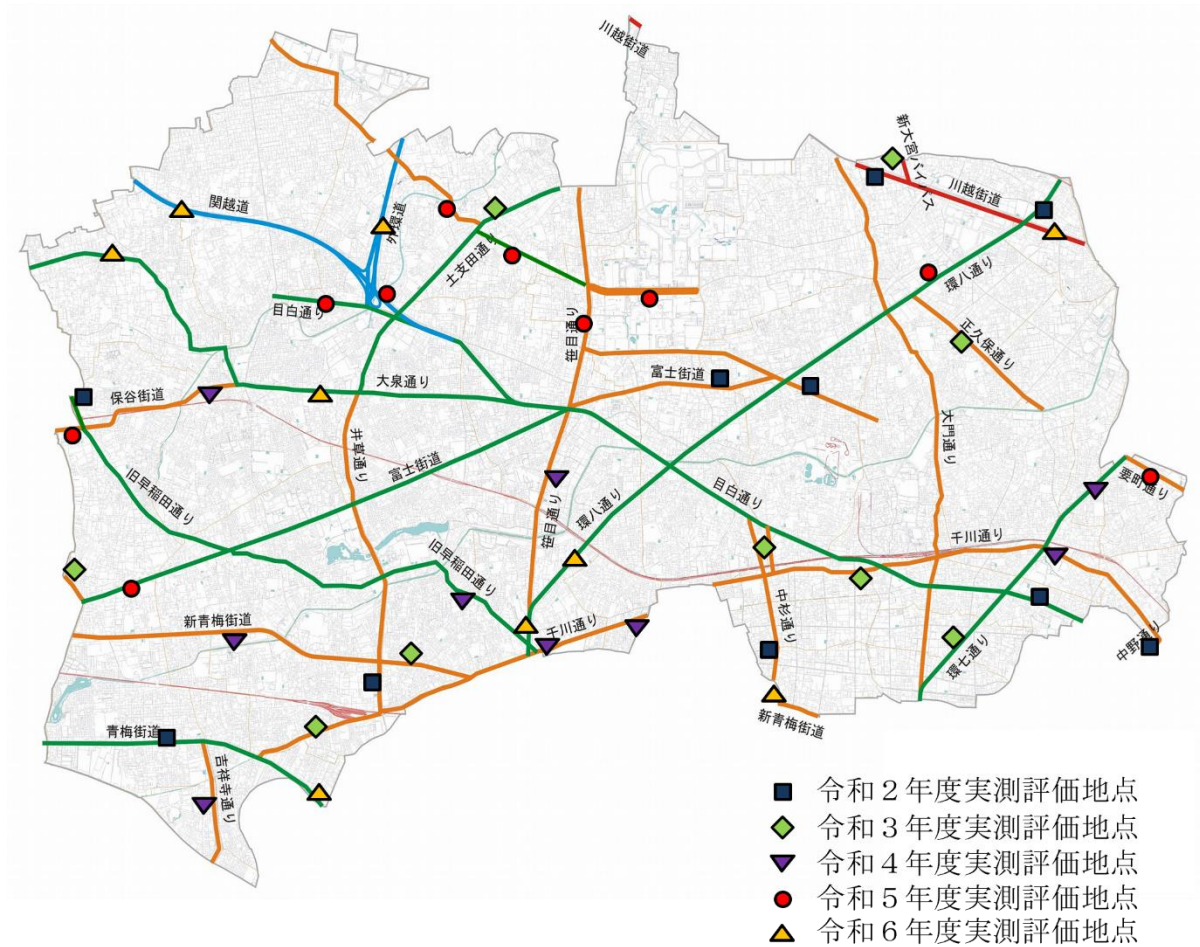 川越街道
新大宮バイパス
川越街道
関越道
外環道
土支田通り
環八通り
目白通り
笹目通り
正久保通り
富士街道
大泉通り
保谷街道
大門通り
井草通り
富士街道
旧早稲田通り
目白通り
要町通り
笹目通り
環八通り
千川通り
旧早稲田通り
中杉通り
新青梅街道
千川通り
環七通り
中野通り
新青梅街道
青梅街道
吉祥寺通り
令和２年度実測評価地点
令和３年度実測評価地点
令和４年度実測評価地点
令和５年度実測評価地点
令和６年度実測評価地点